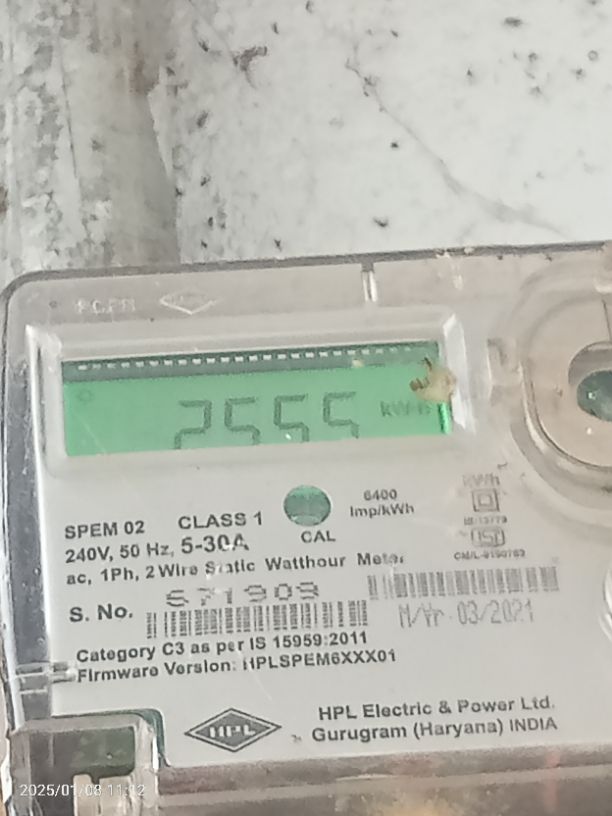 2555 kWh
6400
Imp/kWh
kWh
SPEM 02 CLASS 1
CAL
240V, 50 Hz, 5-30A
ac, 1Ph, 2 Wire Static Watthour Meter
S. No. 671909
M/Yr 03/2021
Category C3 as per IS 15959:2011
Firmware Version: HPLSPEM6XXX01
HPL
HPL Electric & Power Ltd.
Gurugram (Haryana) INDIA
2025/01/08 11:12